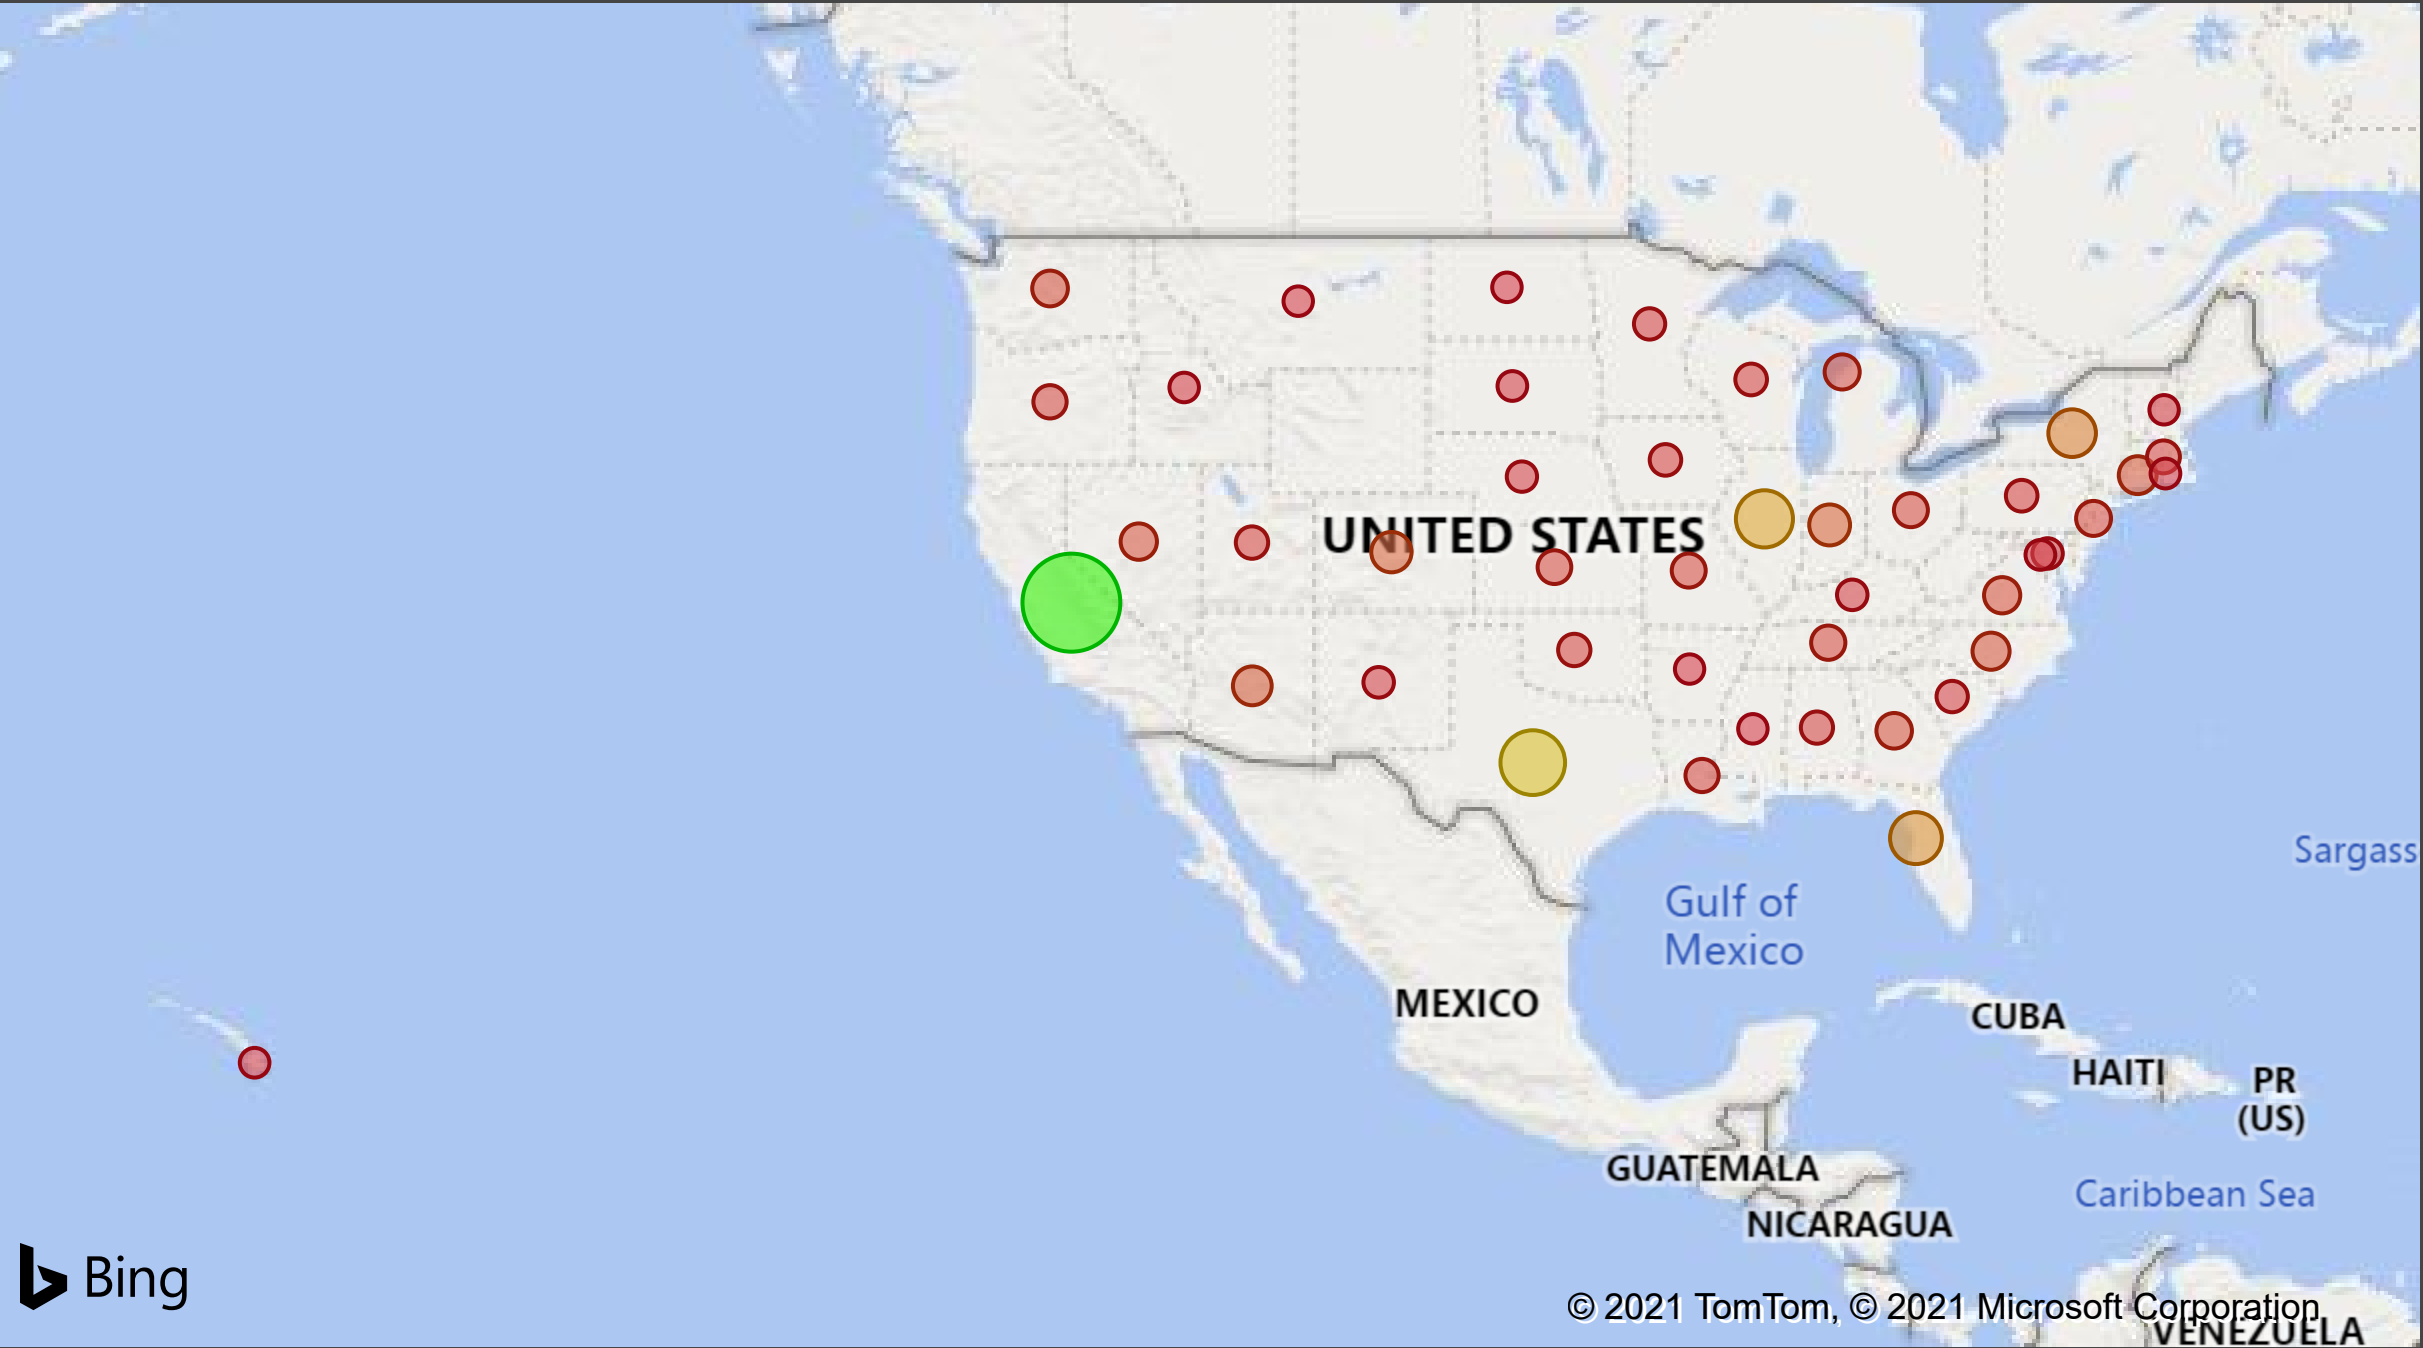 UNITED STATES
Sargass
Gulf of
Mexico
MEXICO
CUBA
HAITI
PR
(US)
GUATEMALA
Caribbean Sea
NICARAGUA
Bing
© 2021 TomTom, © 2021 Microsoft Corporation
VENEZUELA